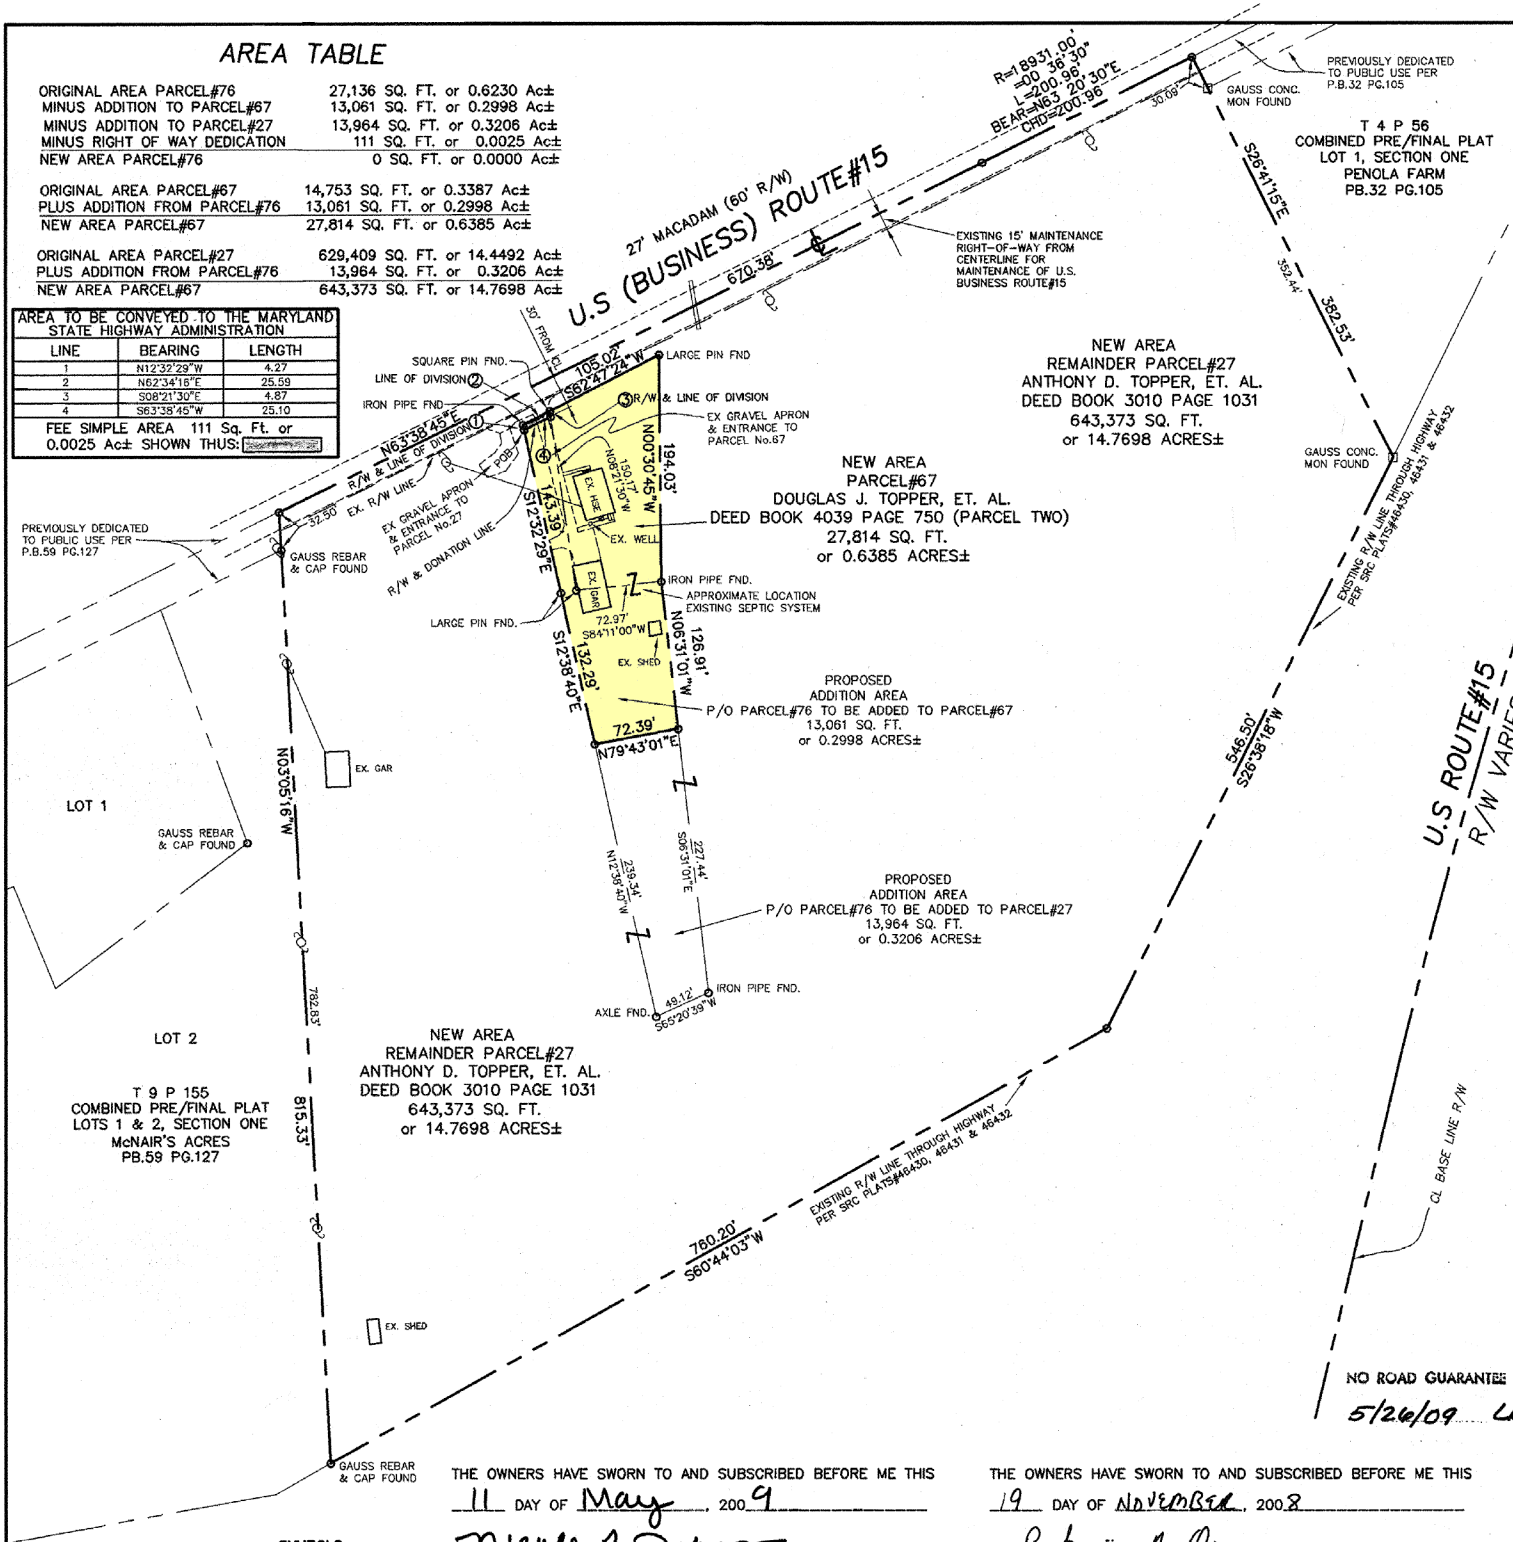 AREA TABLE
ORIGINAL AREA PARCEL#76 27,136 SQ. FT. or 0.6230 Ac±
MINUS ADDITION TO PARCEL#67 13,061 SQ. FT. or 0.2998 Ac±
MINUS ADDITION TO PARCEL#27 13,964 SQ. FT. or 0.3206 Ac±
MINUS RIGHT OF WAY DEDICATION 111 SQ. FT. or 0.0025 Ac±
NEW AREA PARCEL#76 0 SQ. FT. or 0.0000 Ac±
ORIGINAL AREA PARCEL#67 14,753 SQ. FT. or 0.3387 Ac±
PLUS ADDITION FROM PARCEL#76 13,061 SQ. FT. or 0.2998 Ac±
NEW AREA PARCEL#67 27,814 SQ. FT. or 0.6385 Ac±
ORIGINAL AREA PARCEL#27 629,409 SQ. FT. or 14.4492 Ac±
PLUS ADDITION FROM PARCEL#76 13,964 SQ. FT. or 0.3206 Ac±
NEW AREA PARCEL#67 643,373 SQ. FT. or 14.7698 Ac±
AREA TO BE CONVEYED TO THE MARYLAND
STATE HIGHWAY ADMINISTRATION
LINE BEARING LENGTH
1 N12°32'29"W 4.27
2 N62°34'16"E 25.59
3 S08°21'30"E 4.87
4 S63°38'45"W 25.10
FEE SIMPLE AREA 111 Sq. Ft. or
0.0025 Ac± SHOWN THUS:
R=18931.00'
=00°36'30"
L=200.96'
BEAR=N63°20'30"E
CHD=200.96'
30.09'
PREVIOUSLY DEDICATED
TO PUBLIC USE PER
P.B.32 PG.105
GAUSS CONC.
MON FOUND
T 4 P 56
COMBINED PRE/FINAL PLAT
LOT 1, SECTION ONE
PENOLA FARM
PB.32 PG.105
27' MACADAM (60' R/W)
U.S (BUSINESS) ROUTE#15
670.38'
S26°41'15"E
352.44'
382.53'
EXISTING 15' MAINTENANCE
RIGHT-OF-WAY FROM
CENTERLINE FOR
MAINTENANCE OF U.S.
BUSINESS ROUTE#15
30' FROM CL
SQUARE PIN FND.
LINE OF DIVISION 2
IRON PIPE FND
105.02'
S62°47'24"W
LARGE PIN FND
3 R/W & LINE OF DIVISION
EX GRAVEL APRON
& ENTRANCE TO
PARCEL No.67
N63°38'45"E
R/W & LINE OF DIVISION 1
EX. R/W LINE
32.50'
POB
4
EX GRAVEL APRON
& ENTRANCE TO
PARCEL No.27
R/W & DONATION LINE
143.39'
S12°32'29"E
150.17'
N08°21'30"W
EX. HSE
EX. WELL
EX. GAR
N00°30'45"W
194.03'
NEW AREA
REMAINDER PARCEL#27
ANTHONY D. TOPPER, ET. AL.
DEED BOOK 3010 PAGE 1031
643,373 SQ. FT.
or 14.7698 ACRES±
NEW AREA
PARCEL#67
DOUGLAS J. TOPPER, ET. AL.
DEED BOOK 4039 PAGE 750 (PARCEL TWO)
27,814 SQ. FT.
or 0.6385 ACRES±
GAUSS CONC.
MON FOUND
EXISTING R/W LINE THROUGH HIGHWAY
PER SRC PLATS#46430, 46431 & 46432
PREVIOUSLY DEDICATED
TO PUBLIC USE PER
P.B.59 PG.127
GAUSS REBAR
& CAP FOUND
LARGE PIN FND.
IRON PIPE FND.
APPROXIMATE LOCATION
EXISTING SEPTIC SYSTEM
72.97'
S84°11'00"W
EX. SHED
S12°38'40"E
132.29'
126.91'
N06°31'01"W
72.39'
N79°43'01"E
PROPOSED
ADDITION AREA
P/O PARCEL#76 TO BE ADDED TO PARCEL#67
13,061 SQ. FT.
or 0.2998 ACRES±
546.50'
S26°38'18"W
U.S ROUTE#15
N03°05'16"W
EX. GAR
LOT 1
GAUSS REBAR
& CAP FOUND
239.34'
N12°38'40"W
227.44'
S06°31'01"E
PROPOSED
ADDITION AREA
P/O PARCEL#76 TO BE ADDED TO PARCEL#27
13,964 SQ. FT.
or 0.3206 ACRES±
AXLE FND.
49.12'
S65°20'39"W
IRON PIPE FND.
782.83'
815.33'
LOT 2
T 9 P 155
COMBINED PRE/FINAL PLAT
LOTS 1 & 2, SECTION ONE
McNAIR'S ACRES
PB.59 PG.127
NEW AREA
REMAINDER PARCEL#27
ANTHONY D. TOPPER, ET. AL.
DEED BOOK 3010 PAGE 1031
643,373 SQ. FT.
or 14.7698 ACRES±
EXISTING R/W LINE THROUGH HIGHWAY
PER SRC PLATS#46430, 46431 & 46432
760.20'
S60°44'03"W
CL BASE LINE R/W
EX. SHED
GAUSS REBAR
& CAP FOUND
NO ROAD GUARANTEE
5/26/09
THE OWNERS HAVE SWORN TO AND SUBSCRIBED BEFORE ME THIS
11 DAY OF May, 2009
THE OWNERS HAVE SWORN TO AND SUBSCRIBED BEFORE ME THIS
19 DAY OF NOVEMBER, 2008